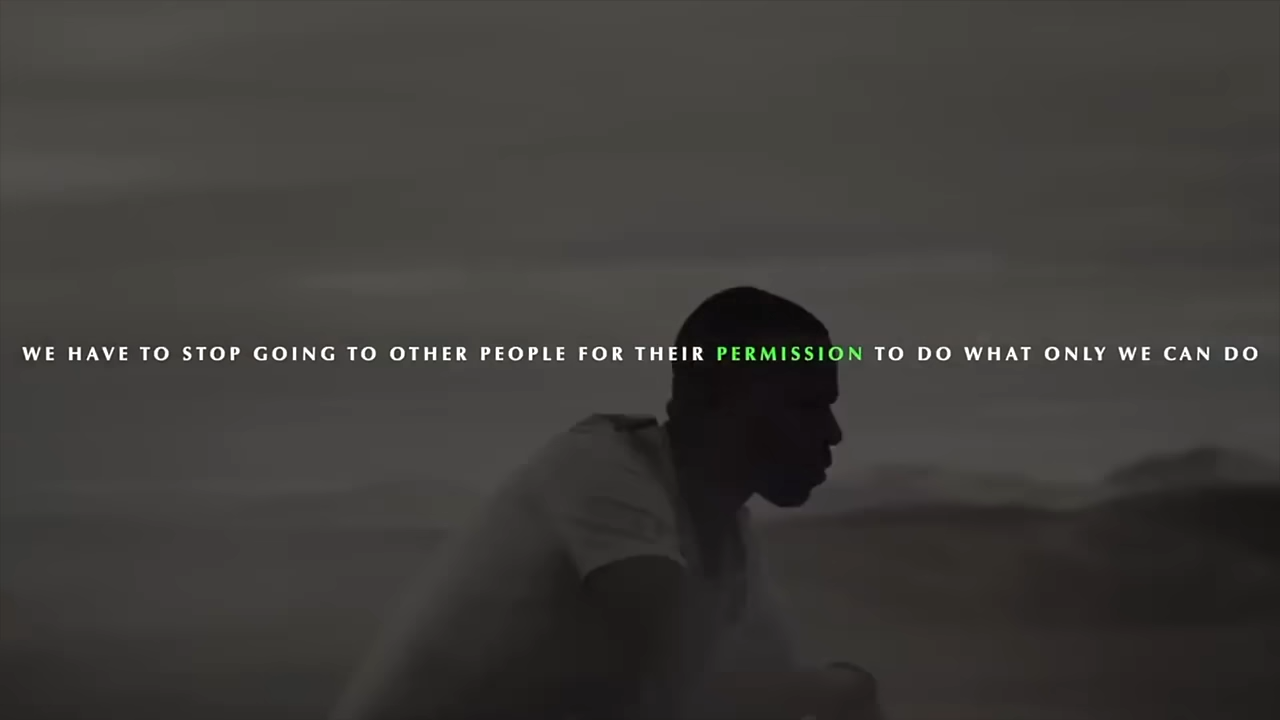 WE HAVE TO STOP GOING TO OTHER PEOPLE FOR THEIR PERMISSION TO DO WHAT ONLY WE CAN DO